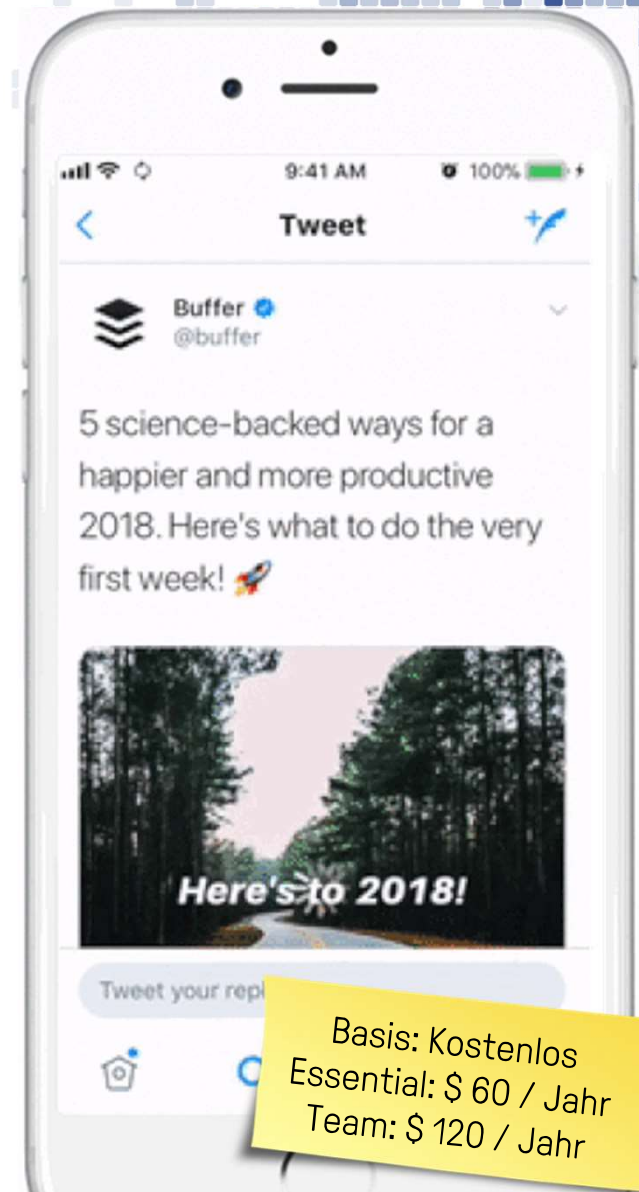 9:41 AM
100%
Tweet
Buffer
@buffer
5 science-backed ways for a
happier and more productive
2018. Here's what to do the very
first week! 🚀
Here's to 2018!
Tweet your repl
Basis: Kostenlos
Essential: $ 60 / Jahr
Team: $ 120 / Jahr